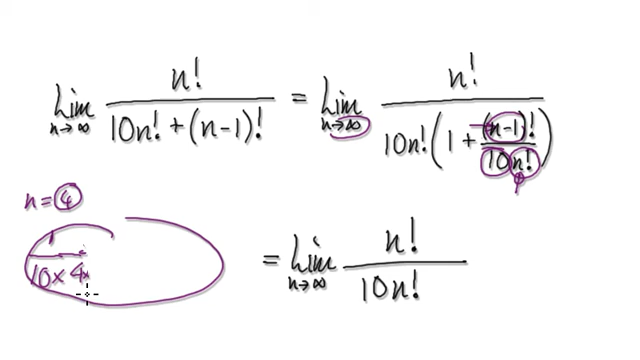 lim n→∞ n! / (10n! + (n-1)!) = lim n→∞ n! / (10n!(1 + (n-1)! / 10n!))
n = 4
10 × 4
= lim n→∞ n! / 10n!